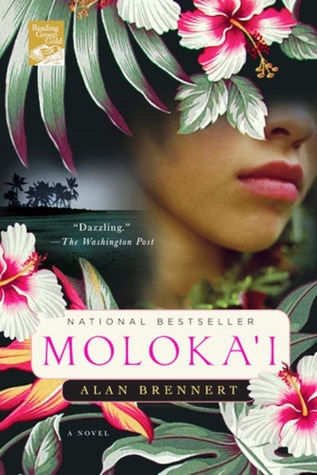 Reading
Group
Gold
"Dazzling."
—The Washington Post
NATIONAL BESTSELLER
MOLOKA'I
ALAN BRENNERT
A NOVEL